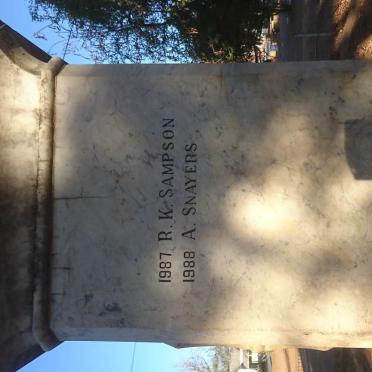 1987 R. K. SAMPSON
1988 A. SNAYERS